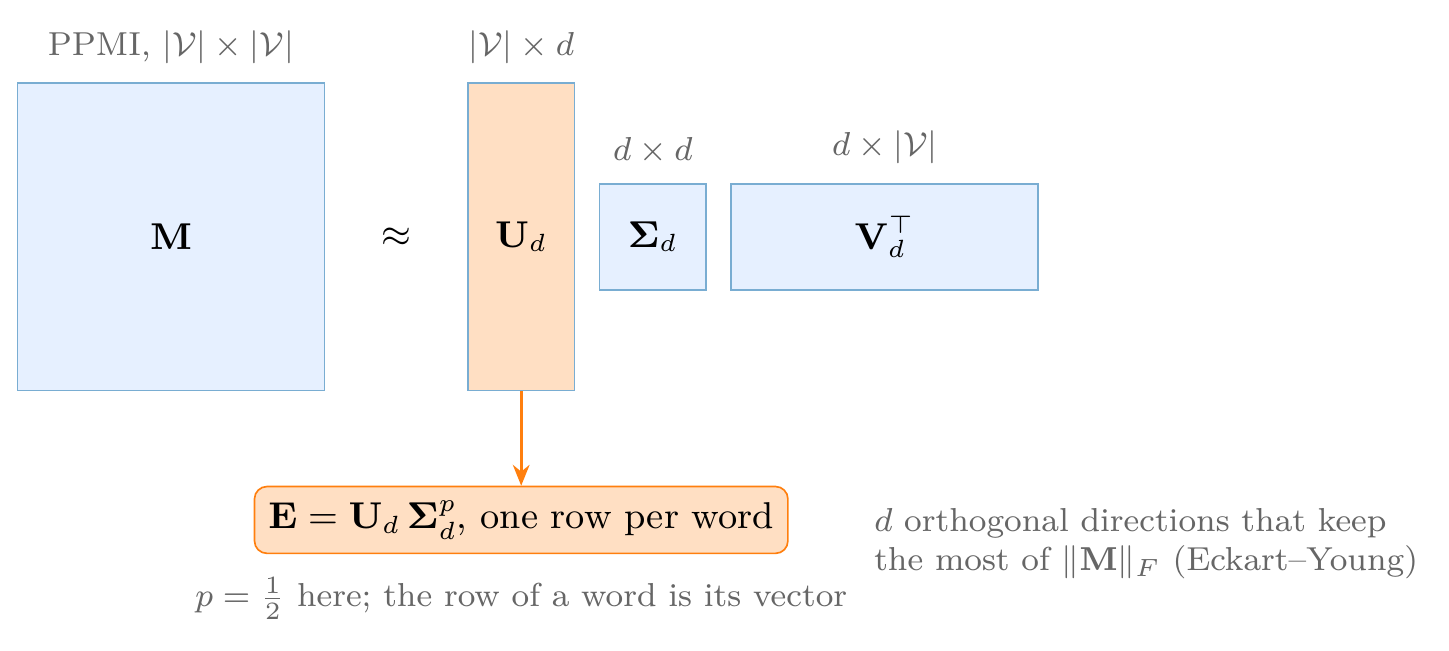 PPMI, |𝒱| × |𝒱|
|𝒱| × d
d × d
d × |𝒱|
M
≈
U_d
Σ_d
V_d^⊤
E = U_d Σ_d^p, one row per word
d orthogonal directions that keep
the most of ‖M‖_F (Eckart–Young)
p = 1/2 here; the row of a word is its vector